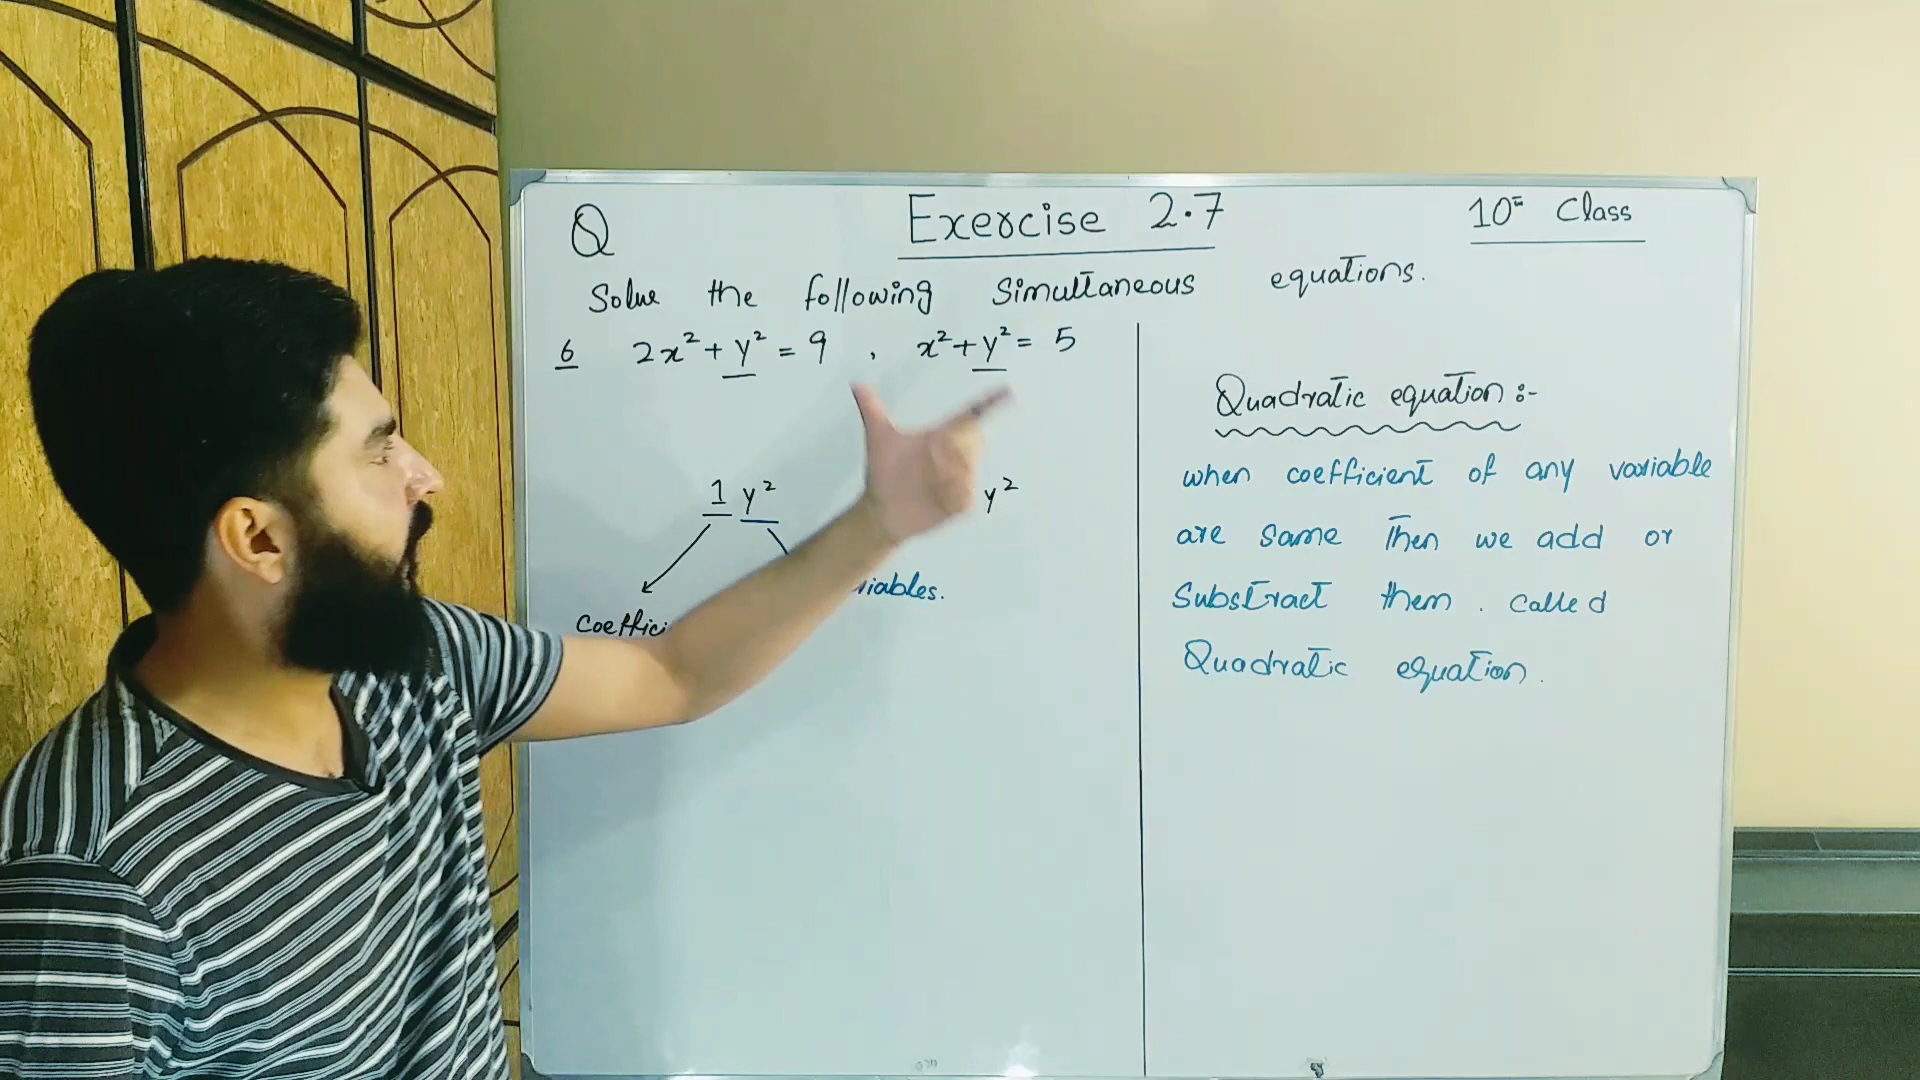 Q
Exercise 2.7
10 Class
Solve the following Simultaneous equations.
6 2x² + y² = 9 , x² + y² = 5
1 y² y²
Coeffici
iables.
Quadratic equation :-
when coefficient of any variable
are same Then we add or
Substract them . Called
Quadratic equation.